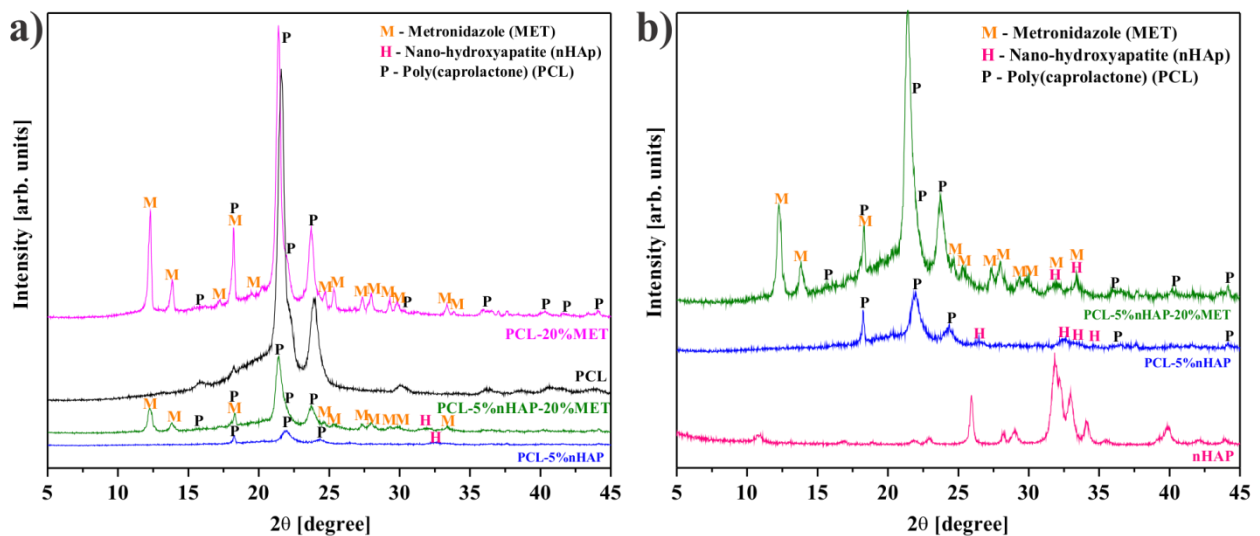 a)
M - Metronidazole (MET)
H - Nano-hydroxyapatite (nHAp)
P - Poly(caprolactone) (PCL)
Intensity [arb. units]
P
M
P
M
P
M
M
M
P
P
M
M
M
M
M
M
M
P
P
P
P
PCL-20%MET
PCL
PCL-5%nHAP-20%MET
M
M
P
P
M
P
P
P
M
M
M
M
M
M
H
M
P
P
P
H
PCL-5%nHAP
5 10 15 20 25 30 35 40 45
2θ [degree]
b)
M - Metronidazole (MET)
H - Nano-hydroxyapatite (nHAp)
P - Poly(caprolactone) (PCL)
Intensity [arb. units]
P
M
M
P
P
M
P
P
M
M
M
M
M
M
M
H
M
H
P
P
P
PCL-5%nHAP-20%MET
P
P
P
H
H
H
H
P
P
PCL-5%nHAP
nHAP
5 10 15 20 25 30 35 40 45
2θ [degree]